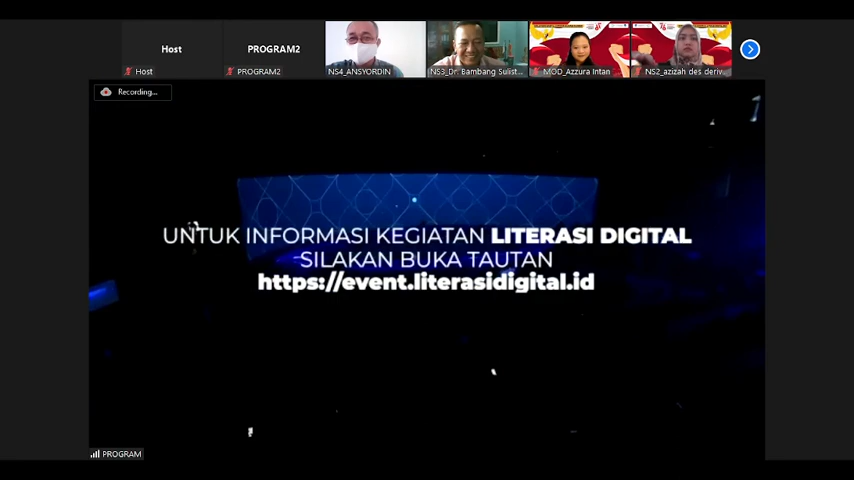 Host
PROGRAM2
Host
PROGRAM2
NS4_ANSYORDIN
NS3_Dr. Bambang Sulist...
MOD_Azzura Intan
NS2_azizah des deriv...
Recording...
UNTUK INFORMASI KEGIATAN LITERASI DIGITAL
SILAKAN BUKA TAUTAN
https://event.literasidigital.id
PROGRAM